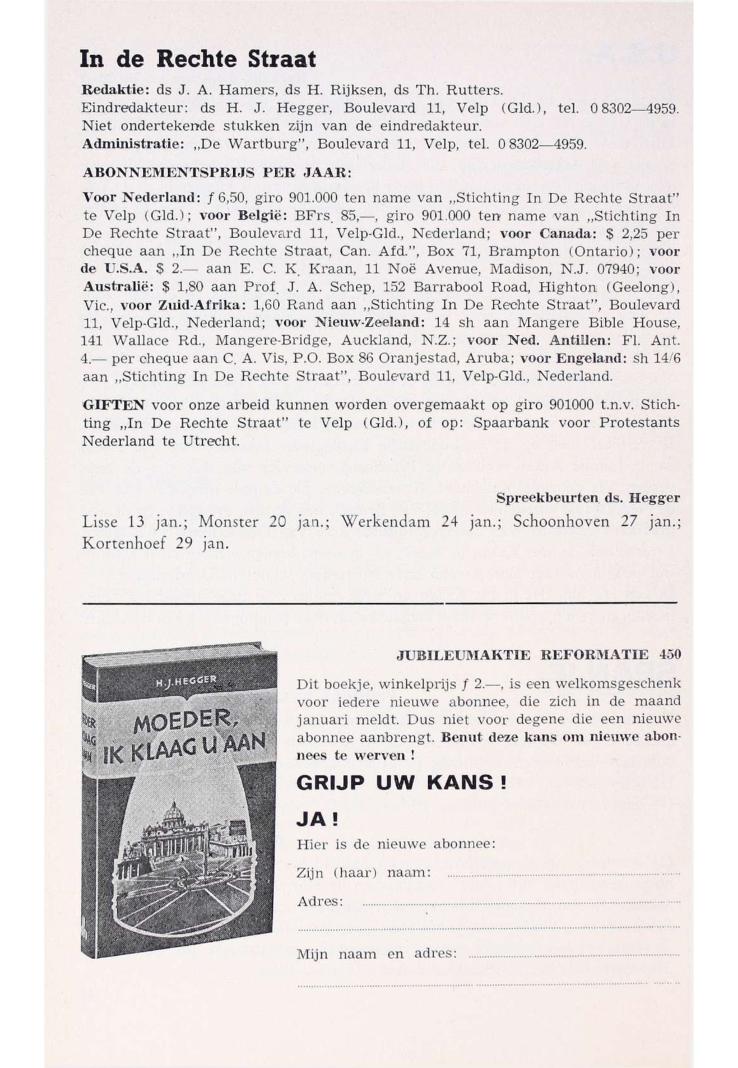 In de Rechte Straat
Redaktie: ds J. A. Hamers, ds H. Rijksen, ds Th. Rutters.
Eindredakteur: ds H. J. Hegger, Boulevard 11, Velp (Gld.), tel. 0 8302—4959.
Niet ondertekende stukken zijn van de eindredakteur.
Administratie: „De Wartburg”, Boulevard 11, Velp, tel. 0 8302—4959.
ABONNEMENTSPRIJS PER JAAR:
Voor Nederland: ƒ 6,50, giro 901.000 ten name van „Stichting In De Rechte Straat”
te Velp (Gld.); voor België: BFrs. 85,—, giro 901.000 ten name van „Stichting In
De Rechte Straat”, Boulevard 11, Velp-Gld., Nederland; voor Canada: $ 2,25 per
cheque aan „In De Rechte Straat, Can. Afd.”, Box 71, Brampton (Ontario); voor
de U.S.A. $ 2.— aan E. C. K. Kraan, 11 Noë Avenue, Madison, N.J. 07940; voor
Australië: $ 1,80 aan Prof. J. A. Schep, 152 Barrabool Road, Highton (Geelong),
Vic., voor Zuid-Afrika: 1,60 Rand aan „Stichting In De Rechte Straat”, Boulevard
11, Velp-Gld., Nederland; voor Nieuw-Zeeland: 14 sh aan Mangere Bible House,
141 Wallace Rd., Mangere-Bridge, Auckland, N.Z.; voor Ned. Antillen: Fl. Ant.
4.— per cheque aan C. A. Vis, P.O. Box 86 Oranjestad, Aruba; voor Engeland: sh 14/6
aan „Stichting In De Rechte Straat”, Boulevard 11, Velp-Gld., Nederland.
GIFTEN voor onze arbeid kunnen worden overgemaakt op giro 901000 t.n.v. Stich-
ting „In De Rechte Straat” te Velp (Gld.), of op: Spaarbank voor Protestants
Nederland te Utrecht.
Spreekbeurten ds. Hegger
Lisse 13 jan.; Monster 20 jan.; Werkendam 24 jan.; Schoonhoven 27 jan.;
Kortenhoef 29 jan.
H.J. HEGGER
MOEDER,
IK KLAAG U AAN
JUBILEUMAKTIE REFORMATIE 450
Dit boekje, winkelprijs ƒ 2.—, is een welkomsgeschenk
voor iedere nieuwe abonnee, die zich in de maand
januari meldt. Dus niet voor degene die een nieuwe
abonnee aanbrengt. Benut deze kans om nieuwe abon-
nees te werven !
GRIJP UW KANS !
JA !
Hier is de nieuwe abonnee:
Zijn (haar) naam:
Adres:
Mijn naam en adres: